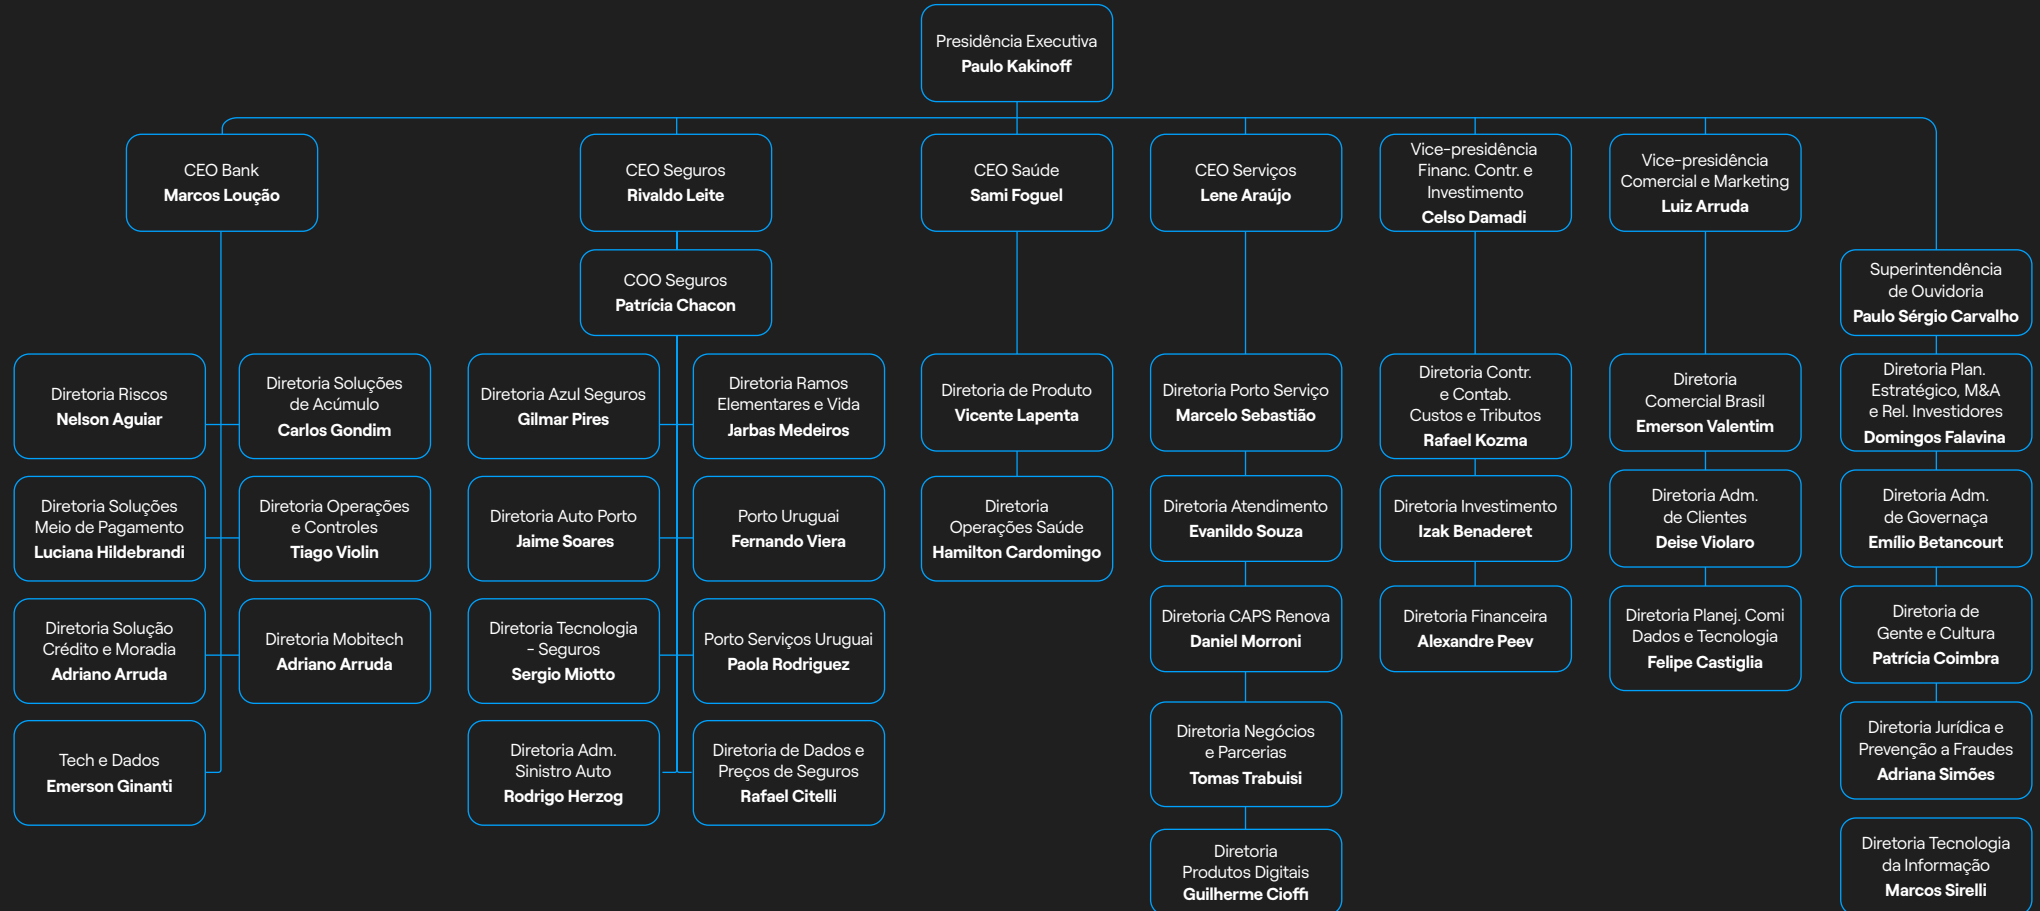 Presidência Executiva
Paulo Kakinoff
CEO Bank
Marcos Loução
CEO Seguros
Rivaldo Leite
CEO Saúde
Sami Foguel
CEO Serviços
Lene Araújo
Vice-presidência
Financ. Contr. e
Investimento
Celso Damadi
Vice-presidência
Comercial e Marketing
Luiz Arruda
COO Seguros
Patrícia Chacon
Superintendência
de Ouvidoria
Paulo Sérgio Carvalho
Diretoria Riscos
Nelson Aguiar
Diretoria Soluções
de Acúmulo
Carlos Gondim
Diretoria Azul Seguros
Gilmar Pires
Diretoria Ramos
Elementares e Vida
Jarbas Medeiros
Diretoria de Produto
Vicente Lapenta
Diretoria Porto Serviço
Marcelo Sebastião
Diretoria Contr.
e Contab.
Custos e Tributos
Rafael Kozma
Diretoria
Comercial Brasil
Emerson Valentim
Diretoria Plan.
Estratégico, M&A
e Rel. Investidores
Domingos Falavina
Diretoria Soluções
Meio de Pagamento
Luciana Hildebrandi
Diretoria Operações
e Controles
Tiago Violin
Diretoria Auto Porto
Jaime Soares
Porto Uruguai
Fernando Viera
Diretoria
Operações Saúde
Hamilton Cardomingo
Diretoria Atendimento
Evanildo Souza
Diretoria Investimento
Izak Benaderet
Diretoria Adm.
de Clientes
Deise Violaro
Diretoria Adm.
de Governaça
Emílio Betancourt
Diretoria Solução
Crédito e Moradia
Adriano Arruda
Diretoria Mobitech
Adriano Arruda
Diretoria Tecnologia
- Seguros
Sergio Miotto
Porto Serviços Uruguai
Paola Rodriguez
Diretoria CAPS Renova
Daniel Morroni
Diretoria Financeira
Alexandre Peev
Diretoria Planej. Comi
Dados e Tecnologia
Felipe Castiglia
Diretoria de
Gente e Cultura
Patrícia Coimbra
Tech e Dados
Emerson Ginanti
Diretoria Adm.
Sinistro Auto
Rodrigo Herzog
Diretoria de Dados e
Preços de Seguros
Rafael Citelli
Diretoria Negócios
e Parcerias
Tomas Trabuisi
Diretoria Jurídica e
Prevenção a Fraudes
Adriana Simões
Diretoria
Produtos Digitais
Guilherme Cioffi
Diretoria Tecnologia
da Informação
Marcos Sirelli